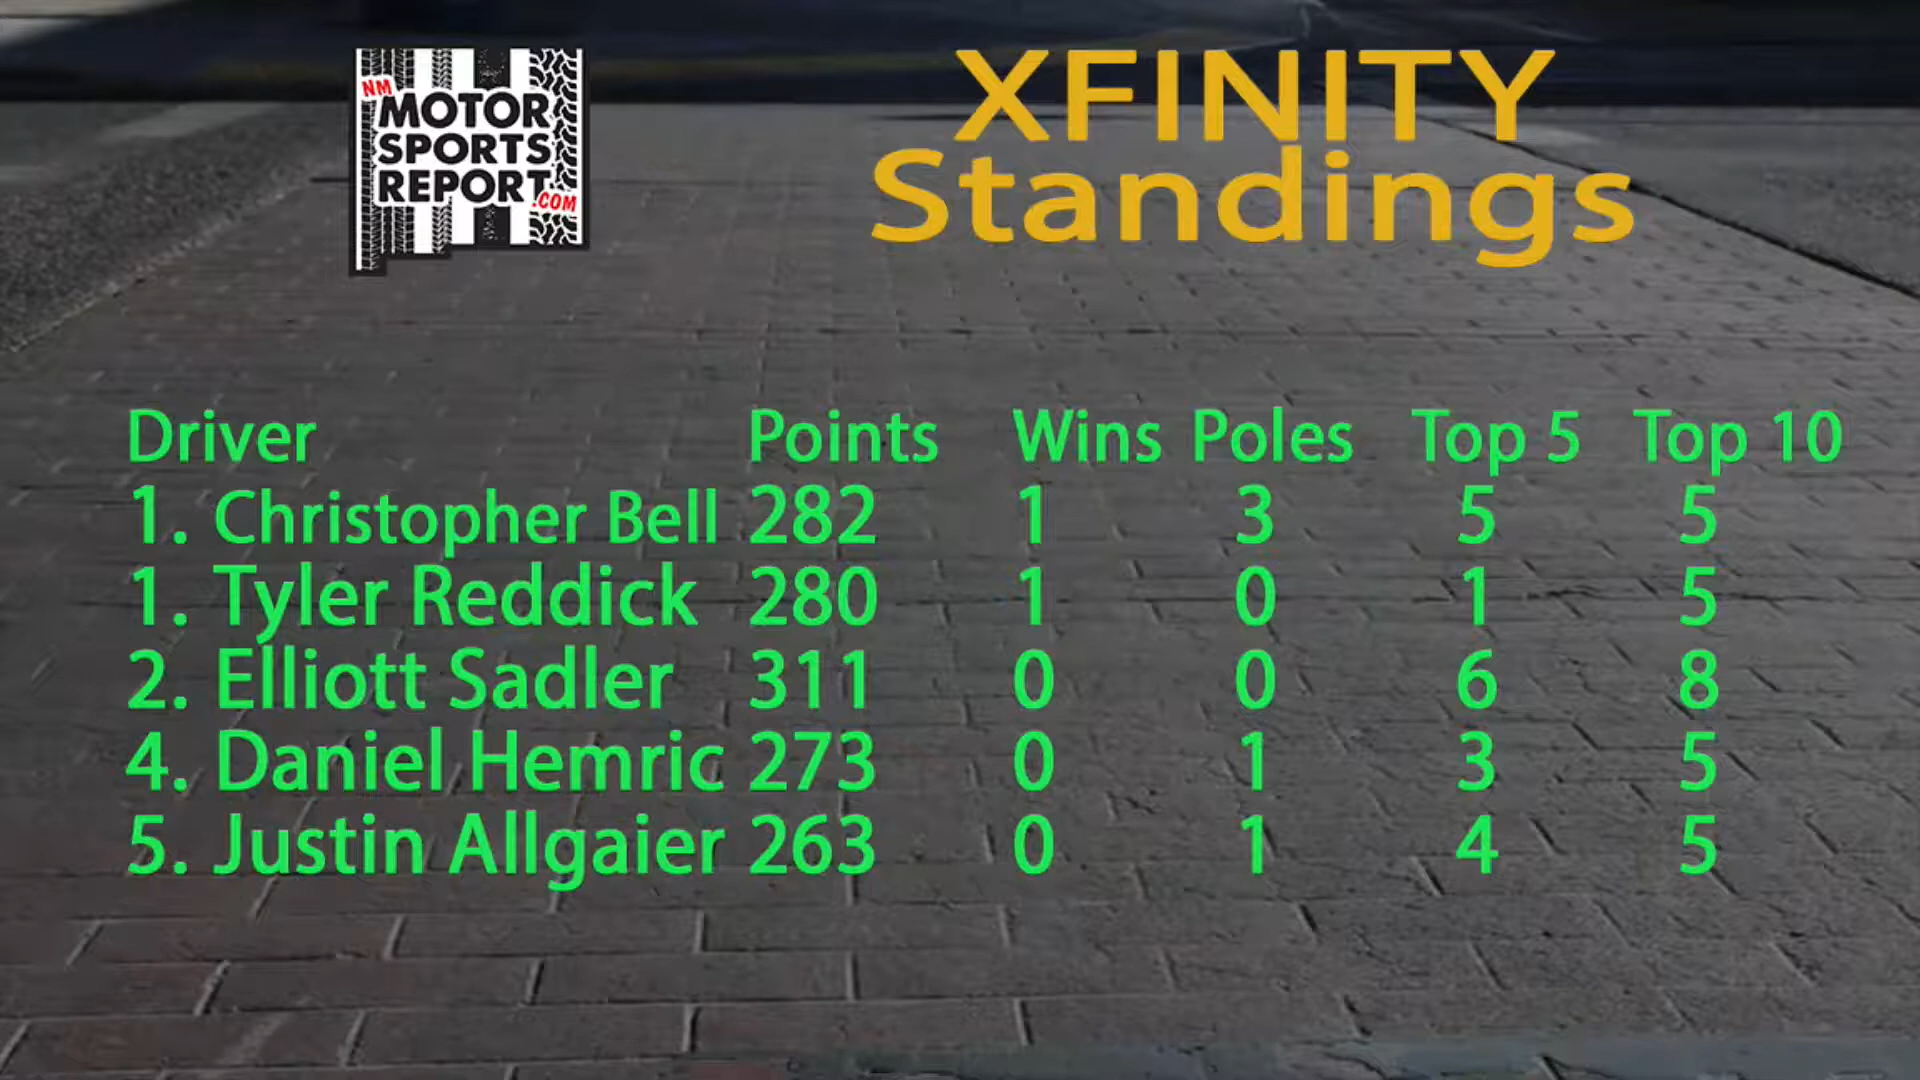 NM
MOTOR
SPORTS
REPORT
.COM
XFINITY
Standings
Driver Points Wins Poles Top 5 Top 10
1. Christopher Bell 282 1 3 5 5
1. Tyler Reddick 280 1 0 1 5
2. Elliott Sadler 311 0 0 6 8
4. Daniel Hemric 273 0 1 3 5
5. Justin Allgaier 263 0 1 4 5